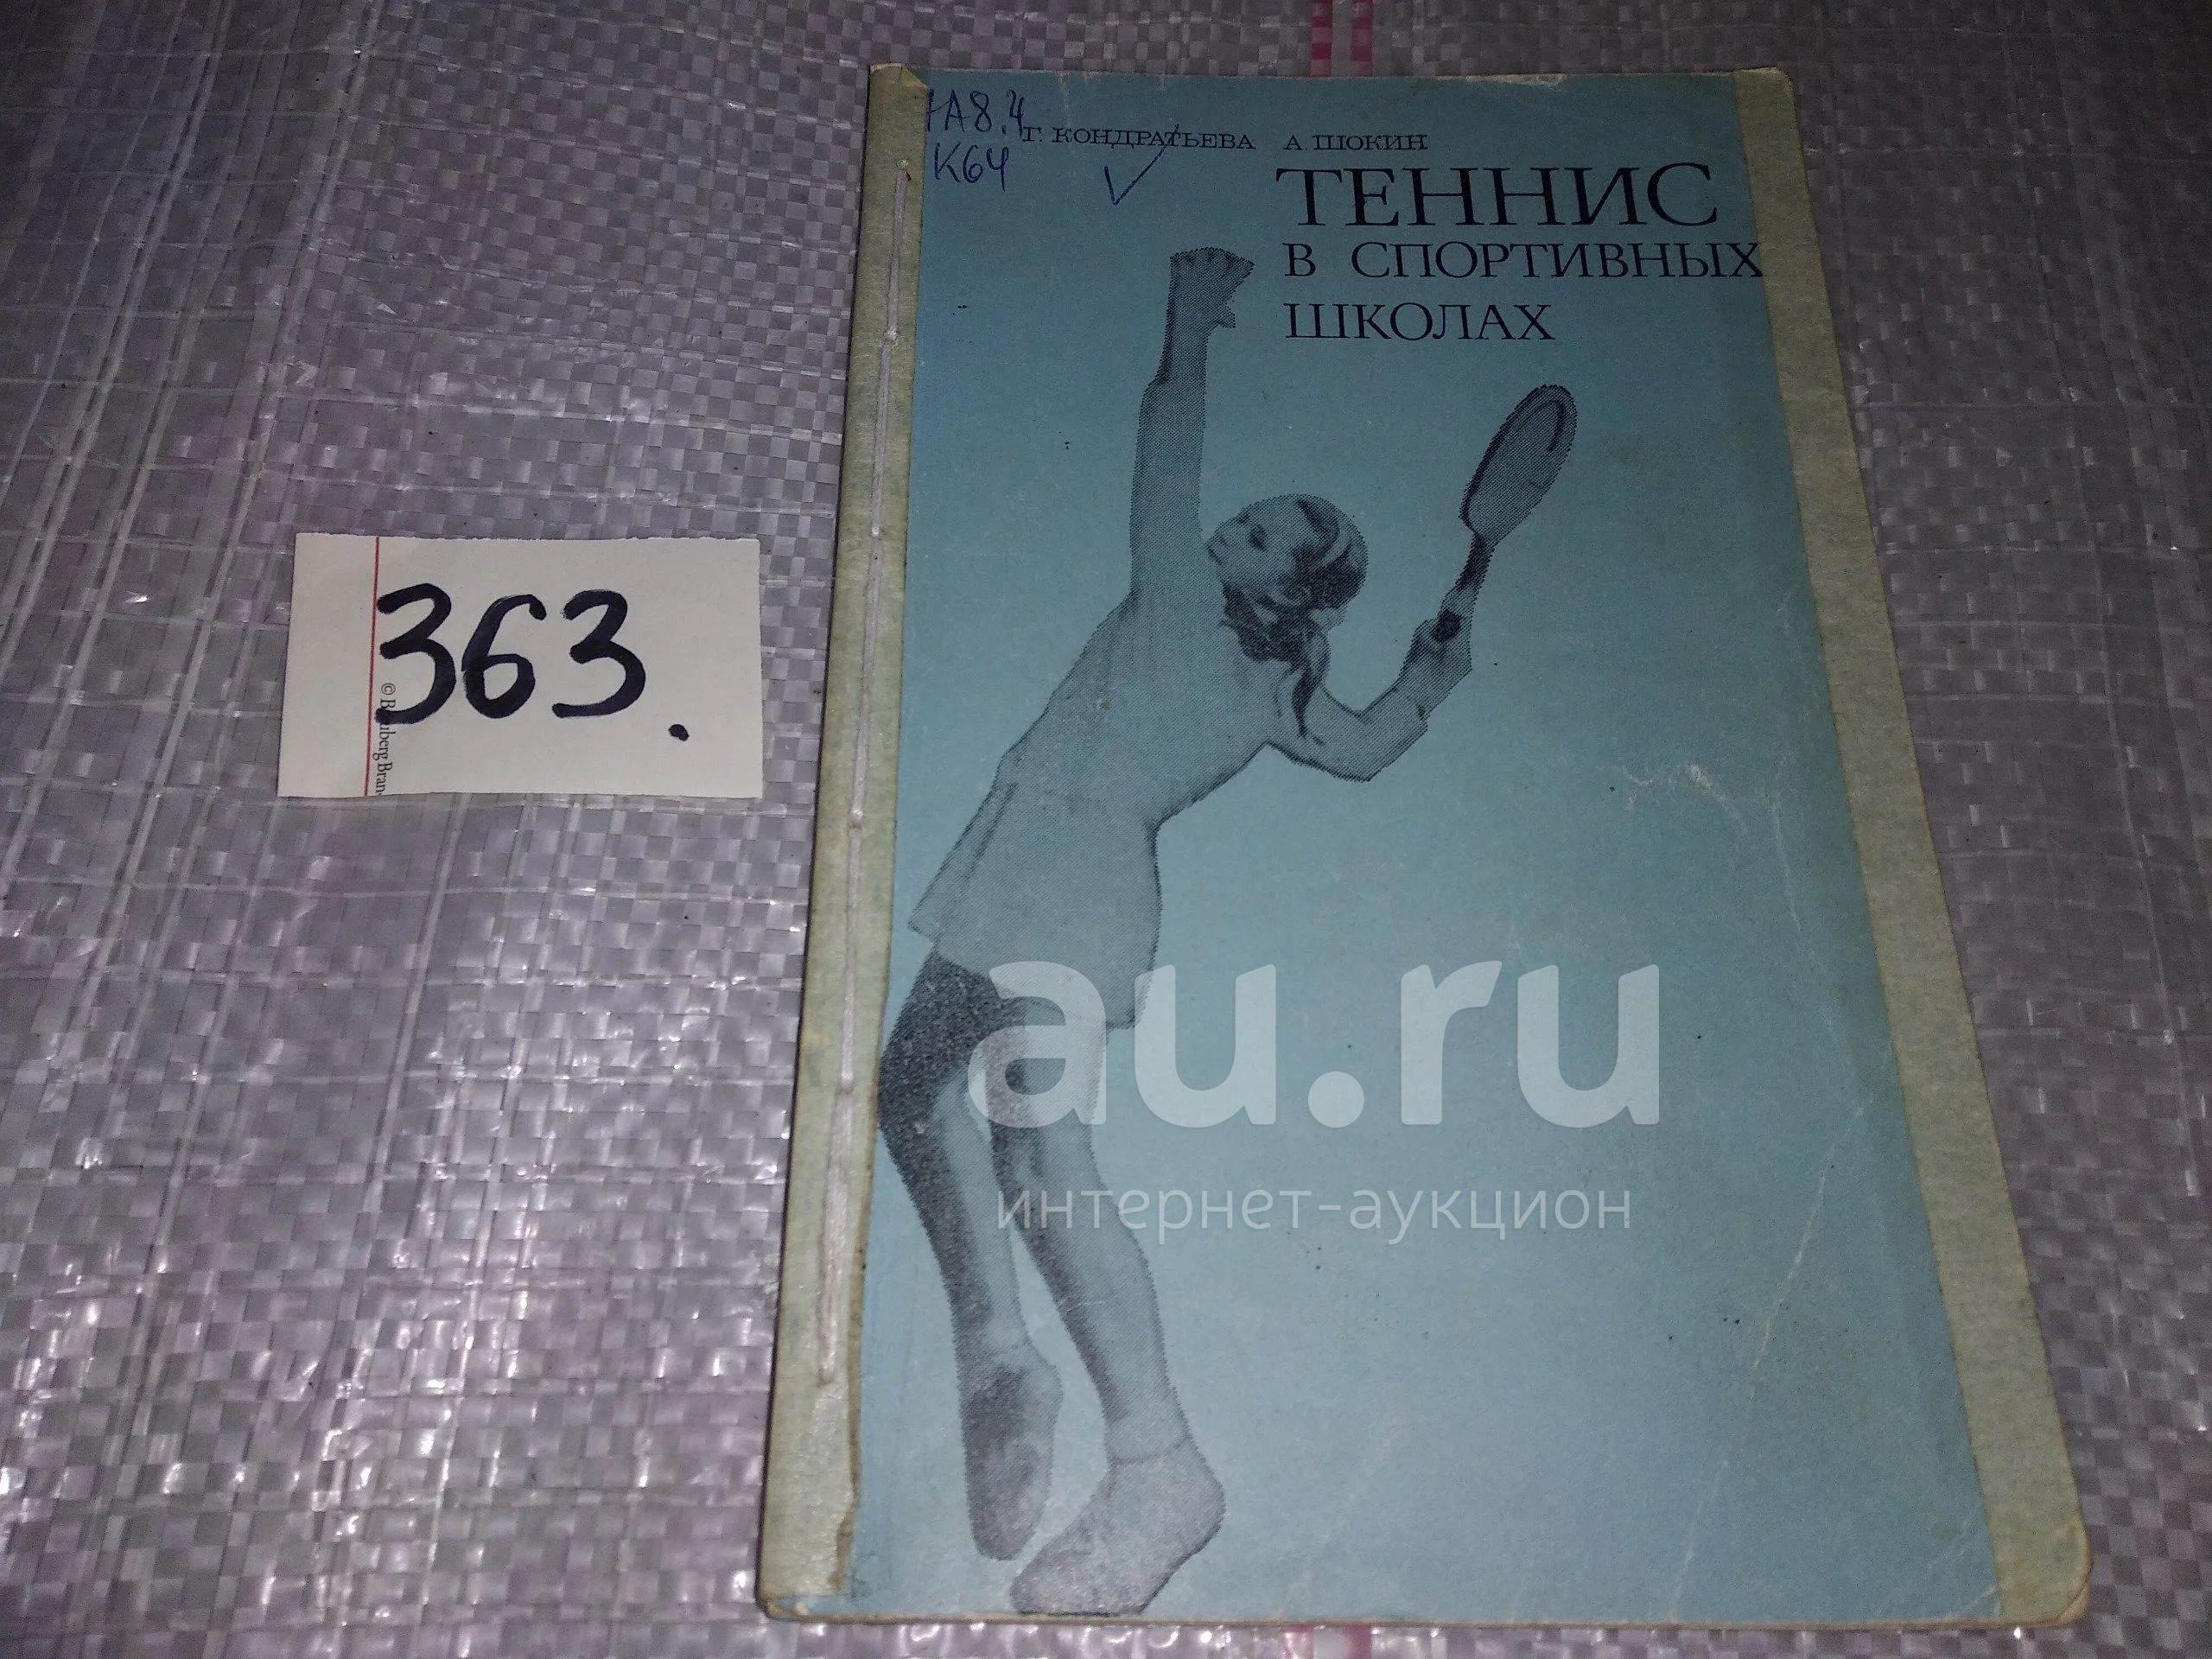 7А8.4
К64
Г. КОНДРАТЬЕВА А. ШОКИН
ТЕННИС
В СПОРТИВНЫХ
ШКОЛАХ
363.
au.ru
интернет-аукцион